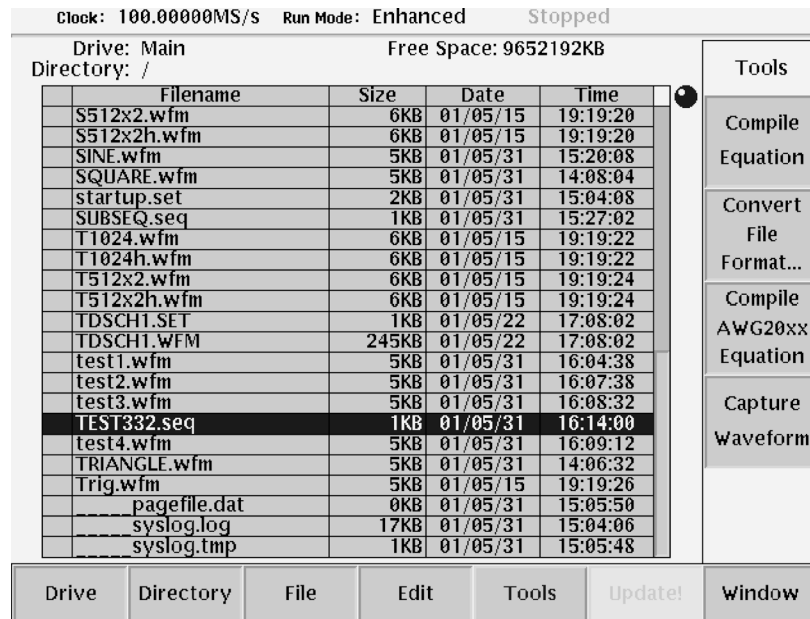 Clock: 100.00000MS/s Run Mode: Enhanced Stopped
Drive: Main Free Space: 9652192KB
Directory: /
Filename Size Date Time
S512x2.wfm 6KB 01/05/15 19:19:20
S512x2h.wfm 6KB 01/05/15 19:19:20
SINE.wfm 5KB 01/05/31 15:20:08
SQUARE.wfm 5KB 01/05/31 14:08:04
startup.set 2KB 01/05/31 15:04:08
SUBSEQ.seq 1KB 01/05/31 15:27:02
T1024.wfm 6KB 01/05/15 19:19:22
T1024h.wfm 6KB 01/05/15 19:19:22
T512x2.wfm 6KB 01/05/15 19:19:24
T512x2h.wfm 6KB 01/05/15 19:19:24
TDSCH1.SET 1KB 01/05/22 17:08:02
TDSCH1.WFM 245KB 01/05/22 17:08:02
test1.wfm 5KB 01/05/31 16:04:38
test2.wfm 5KB 01/05/31 16:07:38
test3.wfm 5KB 01/05/31 16:08:32
TEST332.seq 1KB 01/05/31 16:14:00
test4.wfm 5KB 01/05/31 16:09:12
TRIANGLE.wfm 5KB 01/05/31 14:06:32
Trig.wfm 5KB 01/05/15 19:19:26
_____pagefile.dat 0KB 01/05/31 15:05:50
_____syslog.log 17KB 01/05/31 15:04:06
_____syslog.tmp 1KB 01/05/31 15:05:48
Tools
Compile
Equation
Convert
File
Format...
Compile
AWG20xx
Equation
Capture
Waveform
Drive Directory File Edit Tools Update! Window